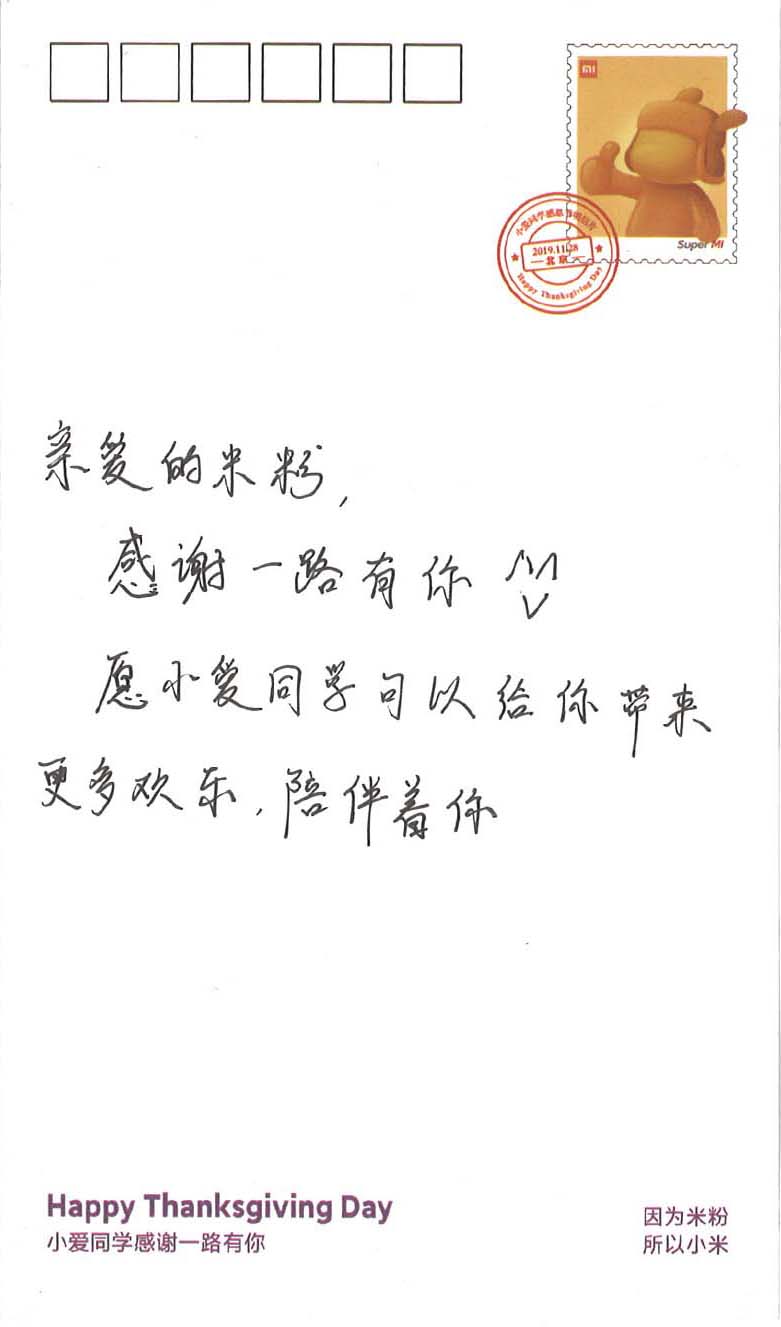 Super MI
小爱同学感恩节明信片
2019.11.28
北京
Happy Thanksgiving Day
亲爱的米粉,
感谢一路有你
愿小爱同学可以给你带来
更多欢乐,陪伴着你
Happy Thanksgiving Day
小爱同学感谢一路有你
因为米粉
所以小米